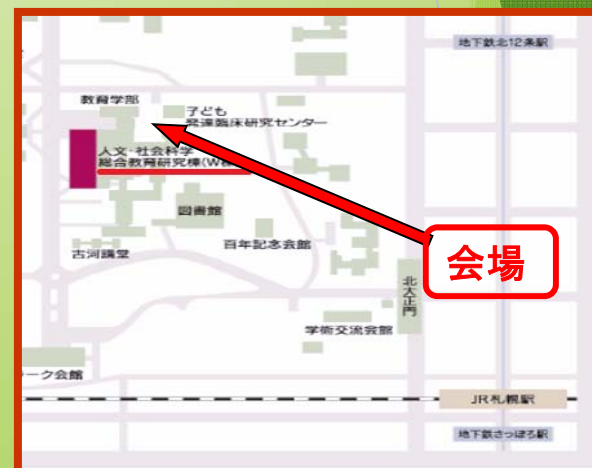 地下鉄北12条駅
教育学部
子ども
発達臨床研究センター
人文・社会科学
総合教育研究棟(W棟
図書館
百年記念会館
古河講堂
会場
北大正門
学術交流会館
ーク会館
JR札幌駅
地下鉄さっぽろ駅